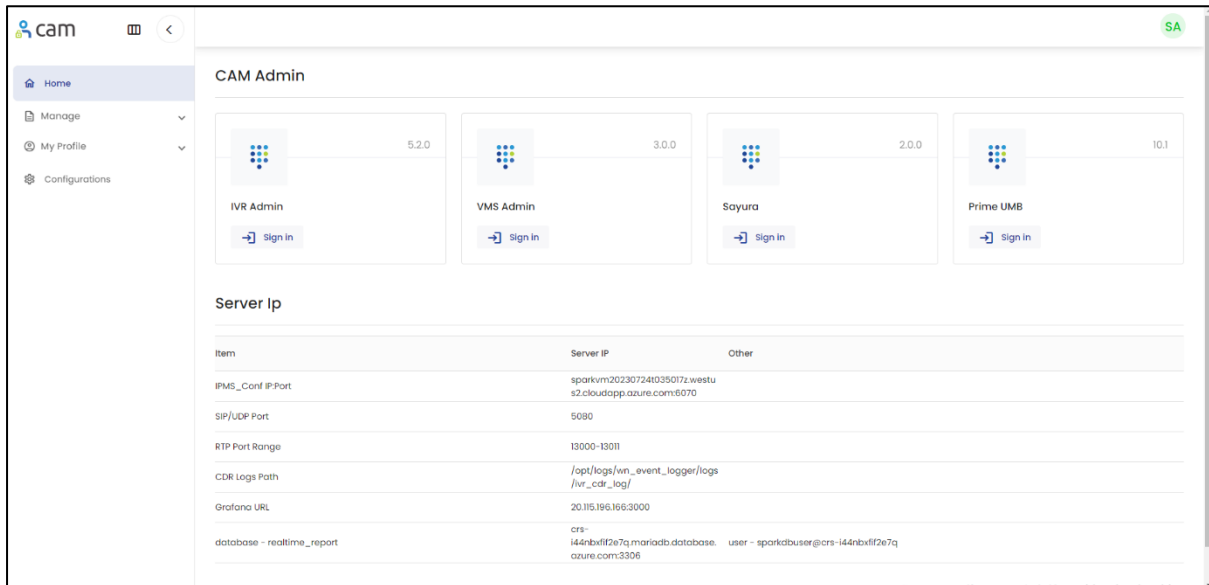 cam
SA
Home
Manage
My Profile
Configurations
CAM Admin
5.2.0
IVR Admin
Sign in
3.0.0
VMS Admin
Sign in
2.0.0
Sayura
Sign in
10.1
Prime UMB
Sign in
Server Ip
Item Server IP Other
IPMS_Conf IP:Port
sparkvm20230724t035017z.westu
s2.cloudapp.azure.com:6070
SIP/UDP Port 5080
RTP Port Range 13000-13011
CDR Logs Path
/opt/logs/wn_event_logger/logs
/ivr_cdr_log/
Grafana URL 20.115.196.166:3000
database - realtime_report
crs-
i44nbxfif2e7q.mariadb.database.
azure.com:3306
user - sparkdbuser@crs-i44nbxfif2e7q